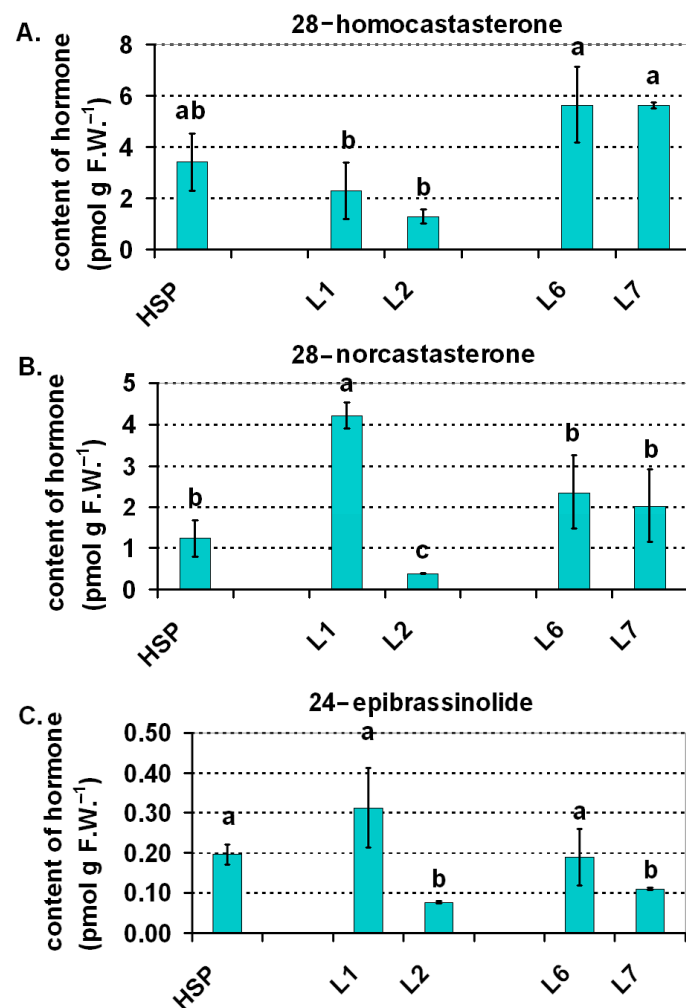 A.
28–homocastasterone
content of hormone
(pmol g F.W.⁻¹)
8
6
4
2
0
ab
b
b
a
a
HSP
L1
L2
L6
L7
B.
28–norcastasterone
content of hormone
(pmol g F.W.⁻¹)
5
4
3
2
1
0
b
a
c
b
b
HSP
L1
L2
L6
L7
C.
24–epibrassinolide
content of hormone
(pmol g F.W.⁻¹)
0.50
0.40
0.30
0.20
0.10
0.00
a
a
b
a
b
HSP
L1
L2
L6
L7